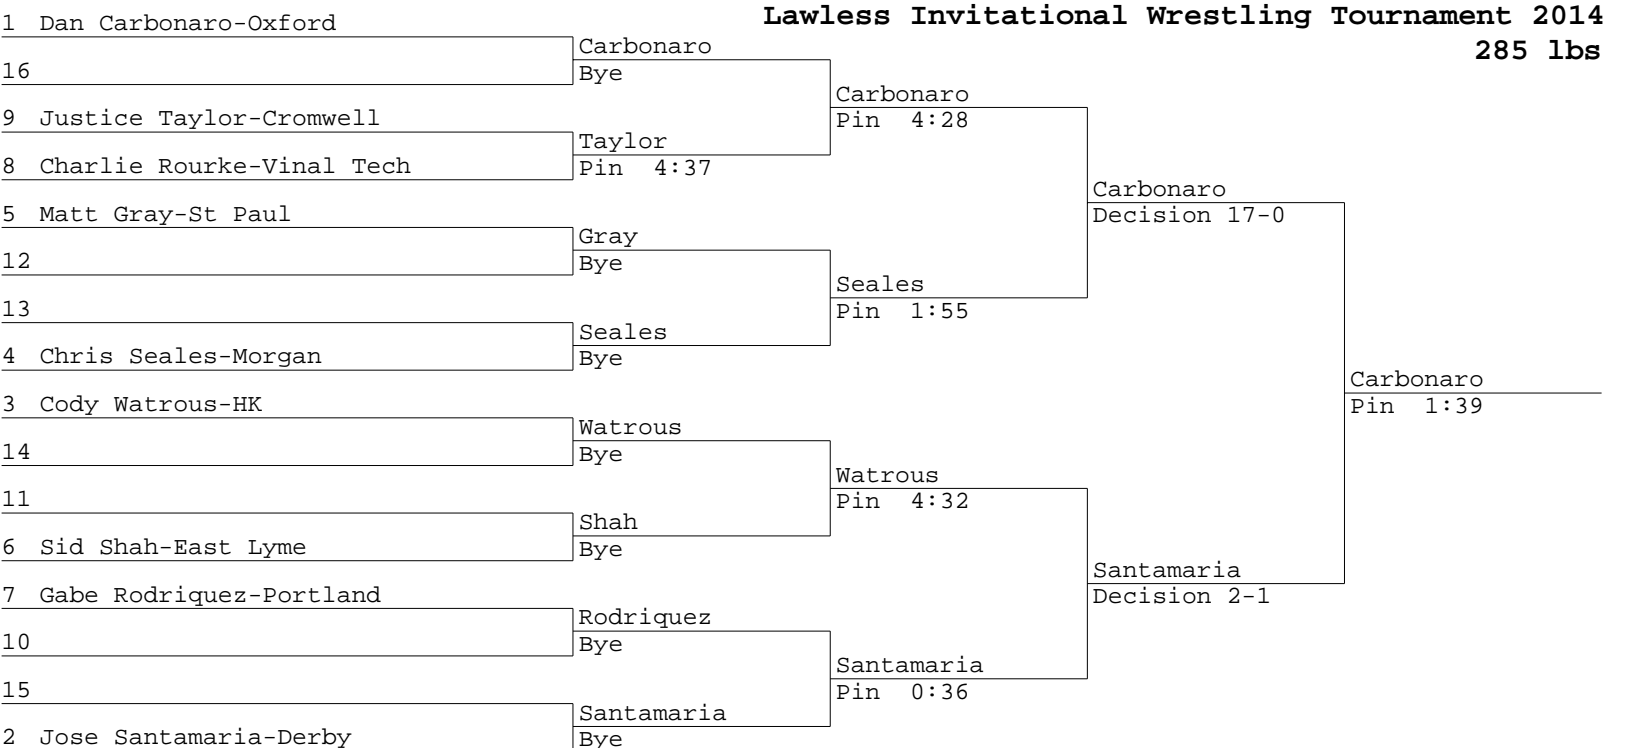 Lawless Invitational Wrestling Tournament 2014
285 lbs
1 Dan Carbonaro-Oxford
16
9 Justice Taylor-Cromwell
8 Charlie Rourke-Vinal Tech
5 Matt Gray-St Paul
12
13
4 Chris Seales-Morgan
3 Cody Watrous-HK
14
11
6 Sid Shah-East Lyme
7 Gabe Rodriquez-Portland
10
15
2 Jose Santamaria-Derby
Carbonaro
Bye
Taylor
Pin 4:37
Gray
Bye
Seales
Bye
Watrous
Bye
Shah
Bye
Rodriquez
Bye
Santamaria
Bye
Carbonaro
Pin 4:28
Seales
Pin 1:55
Watrous
Pin 4:32
Santamaria
Pin 0:36
Carbonaro
Decision 17-0
Santamaria
Decision 2-1
Carbonaro
Pin 1:39